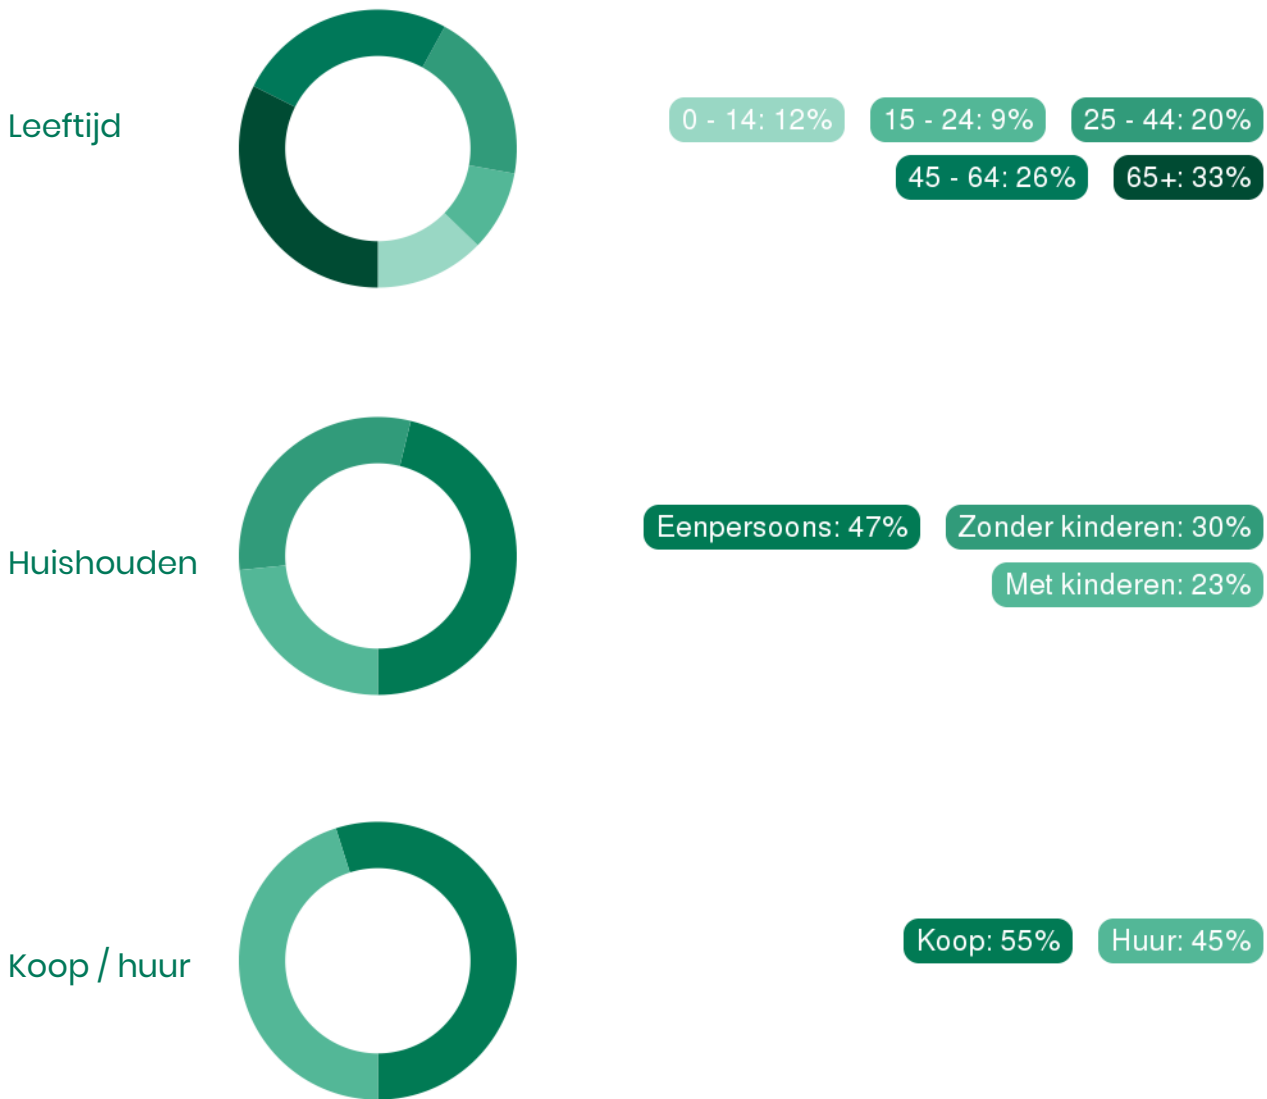 Leeftijd
0 - 14: 12% 15 - 24: 9% 25 - 44: 20%
45 - 64: 26% 65+: 33%
Huishouden
Eenpersoons: 47% Zonder kinderen: 30%
Met kinderen: 23%
Koop / huur
Koop: 55% Huur: 45%